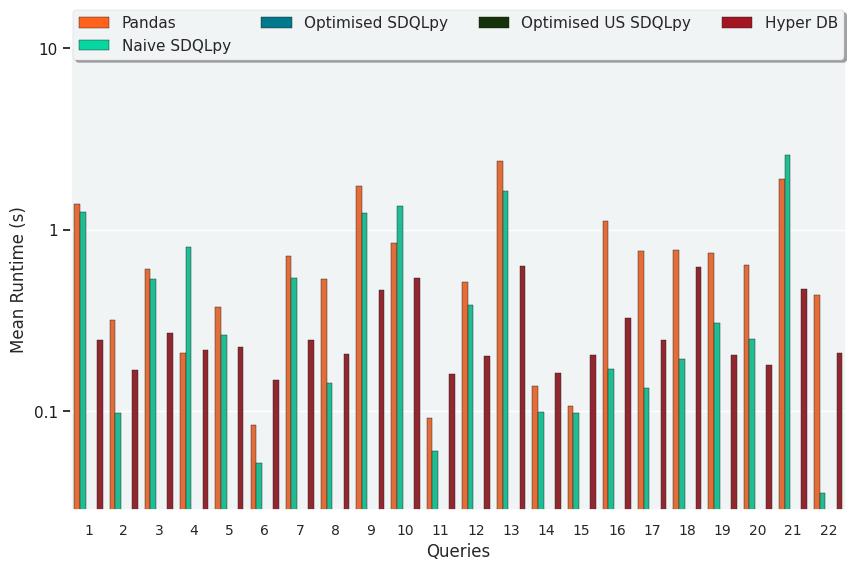 Pandas
Naive SDQLpy
Optimised SDQLpy
Optimised US SDQLpy
Hyper DB
10
1
0.1
Mean Runtime (s)
1 2 3 4 5 6 7 8 9 10 11 12 13 14 15 16 17 18 19 20 21 22
Queries